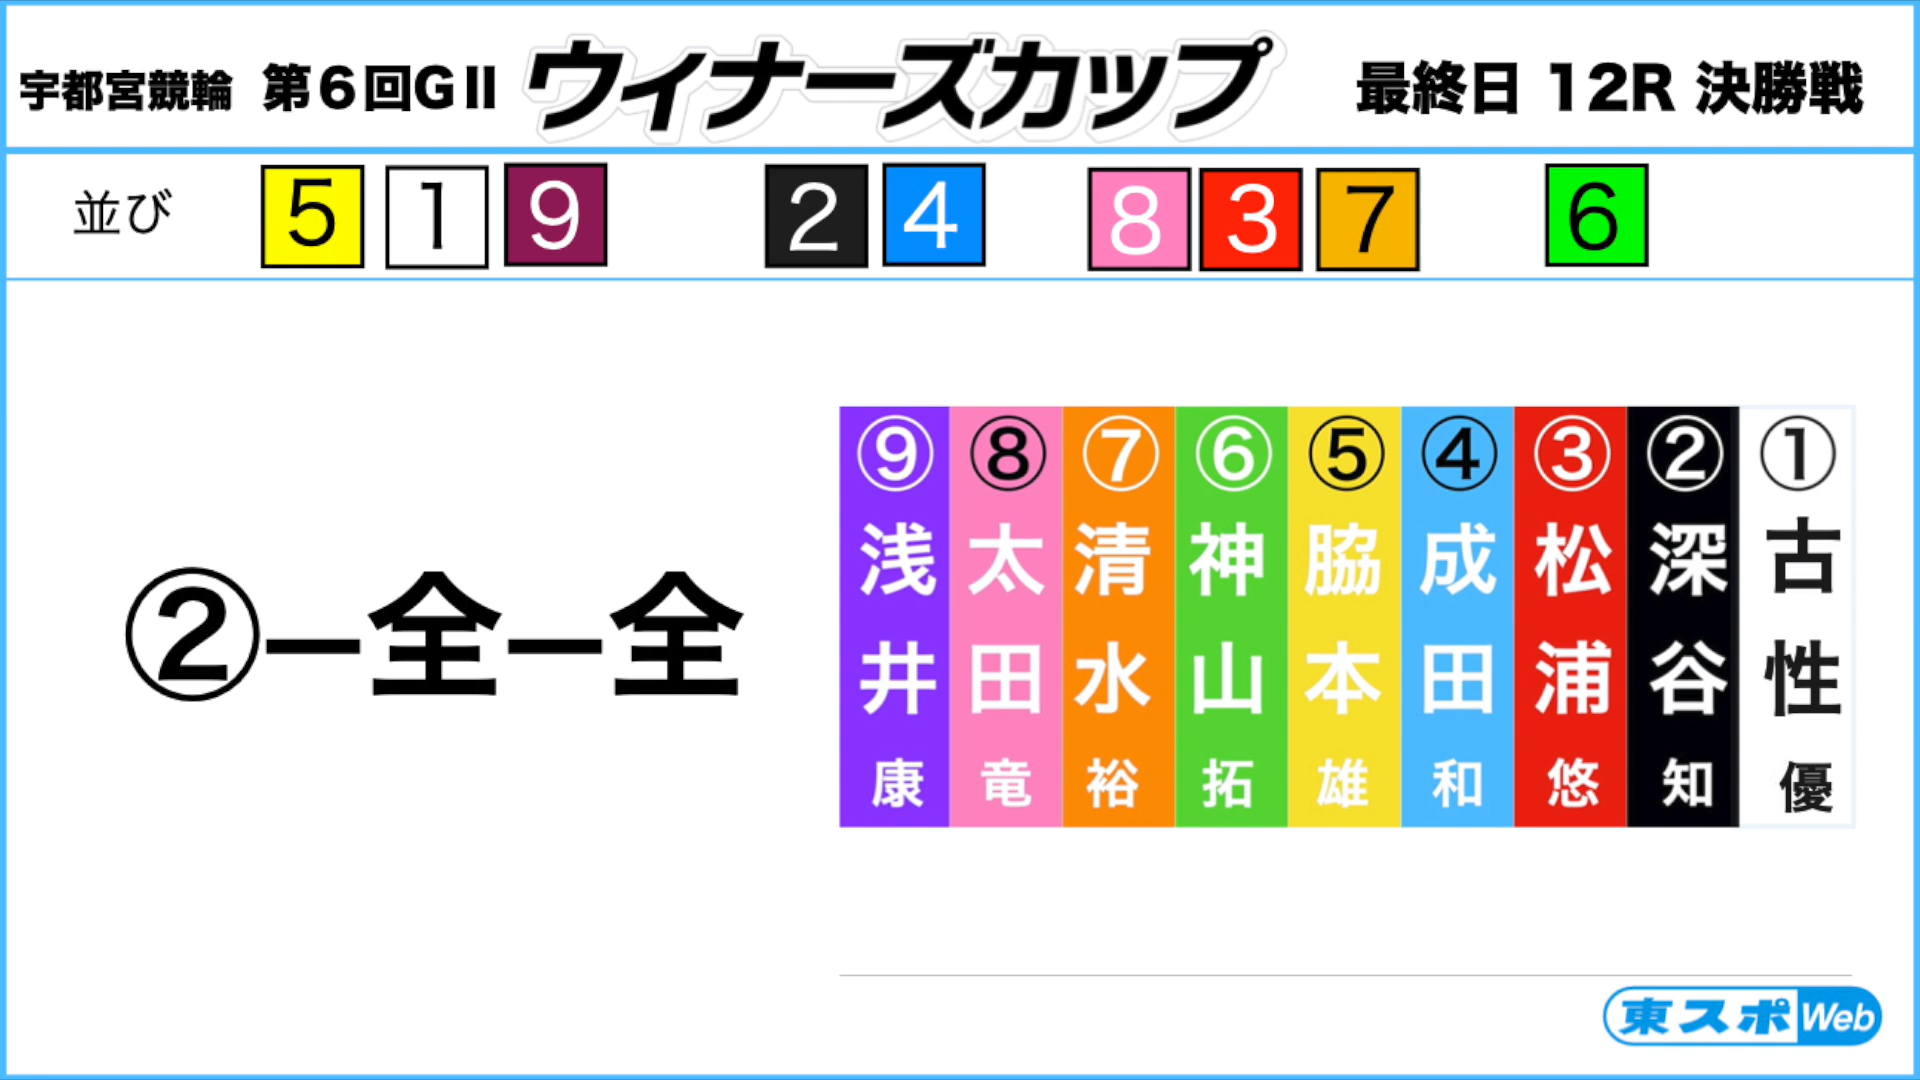 宇都宮競輪 第6回GⅡ ウィナーズカップ 最終日 12R 決勝戦
並び 5 1 9 2 4 8 3 7 6
②ー全ー全
⑨ ⑧ ⑦ ⑥ ⑤ ④ ③ ② ①
浅 太 清 神 脇 成 松 深 古
井 田 水 山 本 田 浦 谷 性
康 竜 裕 拓 雄 和 悠 知 優
東スポWeb